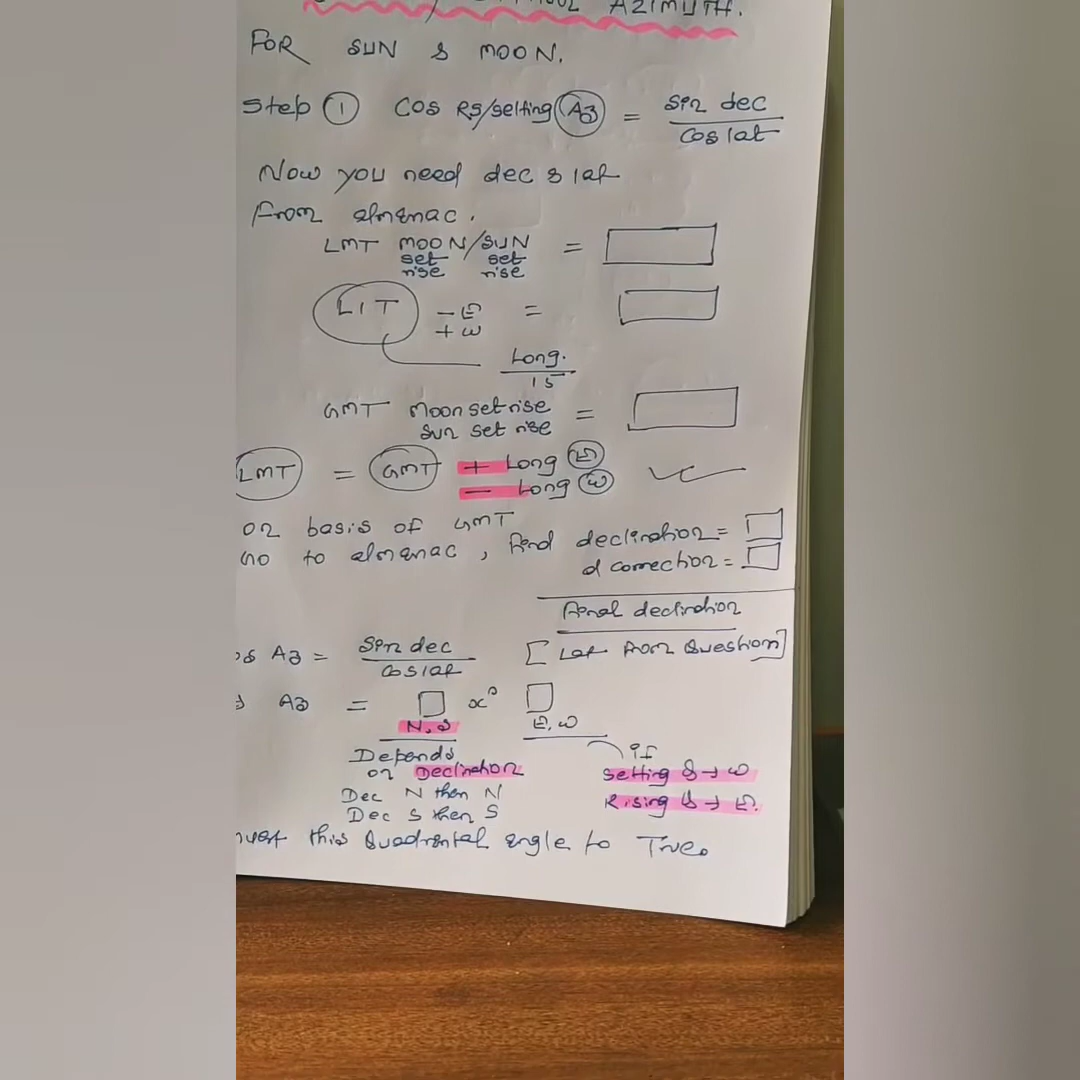 AZIMUTH.
FOR SUN & MOON.
Step 1 COS RS/setting Az = sin dec / cos lat
Now you need dec & lat
from almanac.
LMT MOON/SUN =
set set
rise rise
LIT - E =
+ W
Long.
15
GMT Moon set rise =
Sun set rise
LMT = GMT + Long E
- Long W
on basis of GMT
Go to almanac, find declination =
d correction =
Final declination
Az = sin dec / cos lat [Lat from Question]
Az = x°
N, S E, W
Depends if
on Declination Setting → W
Dec N then N Rising → E.
Dec S then S
this Quadrantal angle to True.